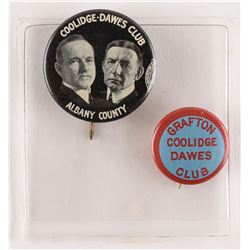 COOLIDGE-DAWES CLUB
ALBANY COUNTY
GRAFTON
COOLIDGE
DAWES
CLUB